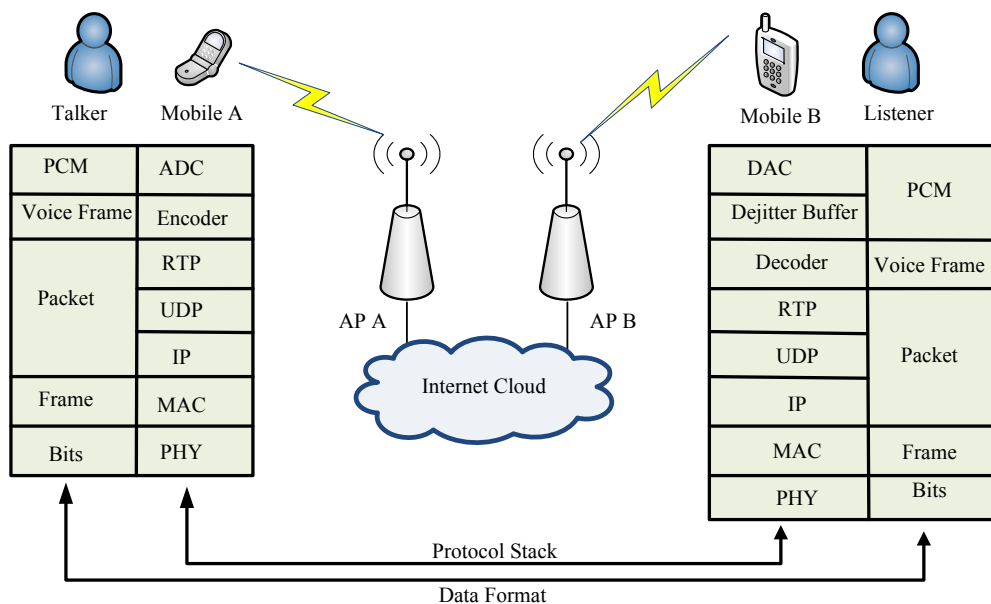 Talker
Mobile A
Mobile B
Listener
PCM ADC
Voice Frame Encoder
Packet
RTP
UDP
IP
Frame MAC
Bits PHY
AP A
AP B
Internet Cloud
DAC
PCM
Dejitter Buffer
Decoder Voice Frame
RTP
UDP
Packet
IP
MAC Frame
PHY Bits
Protocol Stack
Data Format